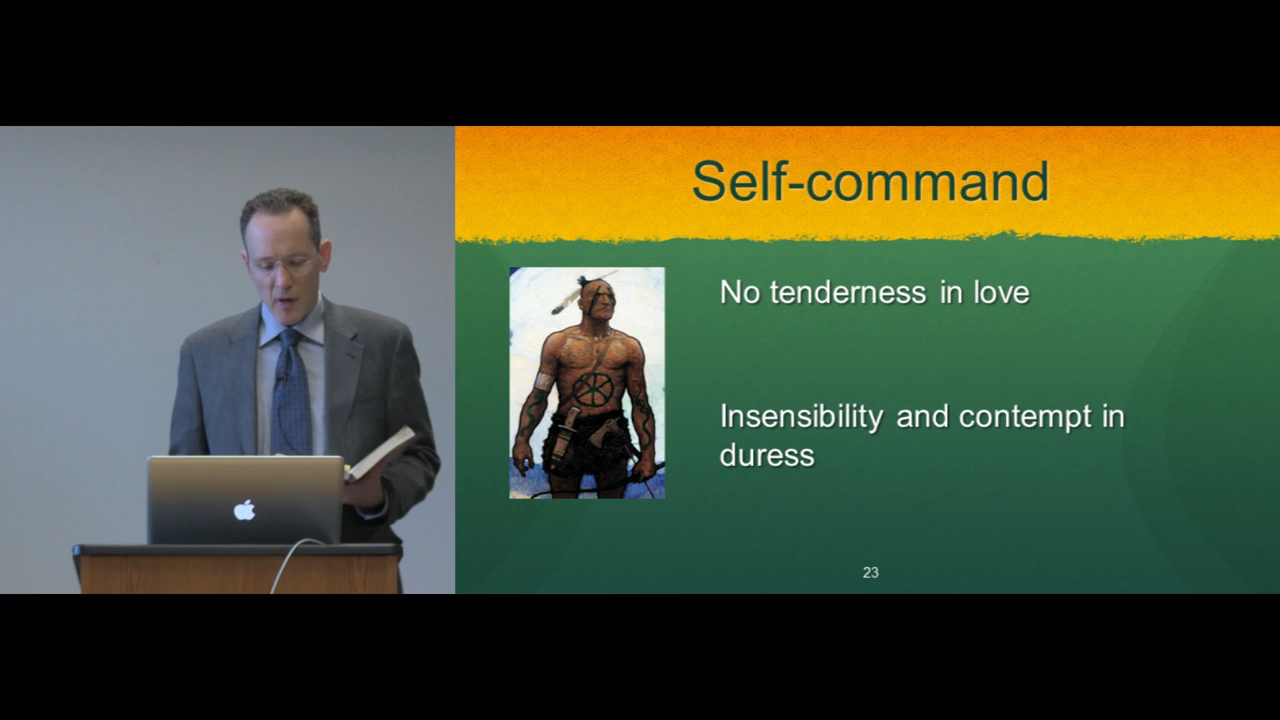 Self-command
No tenderness in love
Insensibility and contempt in
duress
23